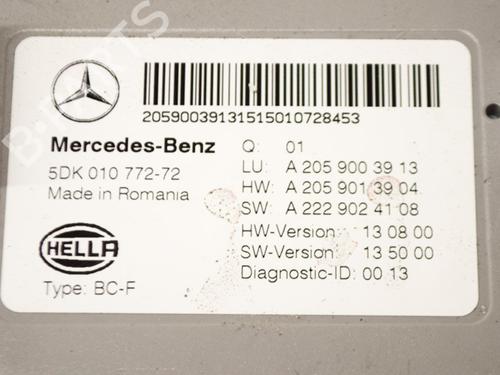 20590039131515010728453
Mercedes-Benz
5DK 010 772-72
Made in Romania
HELLA
Type: BC-F
Q: 01
LU: A 205 900 39 13
HW: A 205 901 39 04
SW: A 222 902 41 08
HW-Version: 13 08 00
SW-Version: 13 50 00
Diagnostic-ID: 00 13
B-PARTS